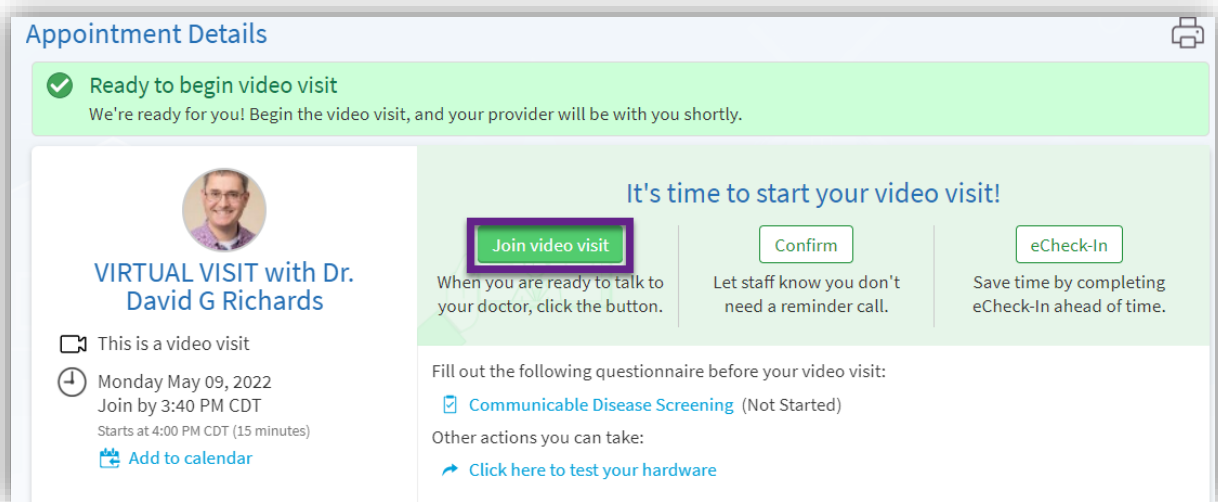 Appointment Details
Ready to begin video visit
We're ready for you! Begin the video visit, and your provider will be with you shortly.
VIRTUAL VISIT with Dr.
David G Richards
This is a video visit
Monday May 09, 2022
Join by 3:40 PM CDT
Starts at 4:00 PM CDT (15 minutes)
Add to calendar
It's time to start your video visit!
Join video visit
When you are ready to talk to
your doctor, click the button.
Confirm
Let staff know you don't
need a reminder call.
eCheck-In
Save time by completing
eCheck-In ahead of time.
Fill out the following questionnaire before your video visit:
Communicable Disease Screening (Not Started)
Other actions you can take:
Click here to test your hardware